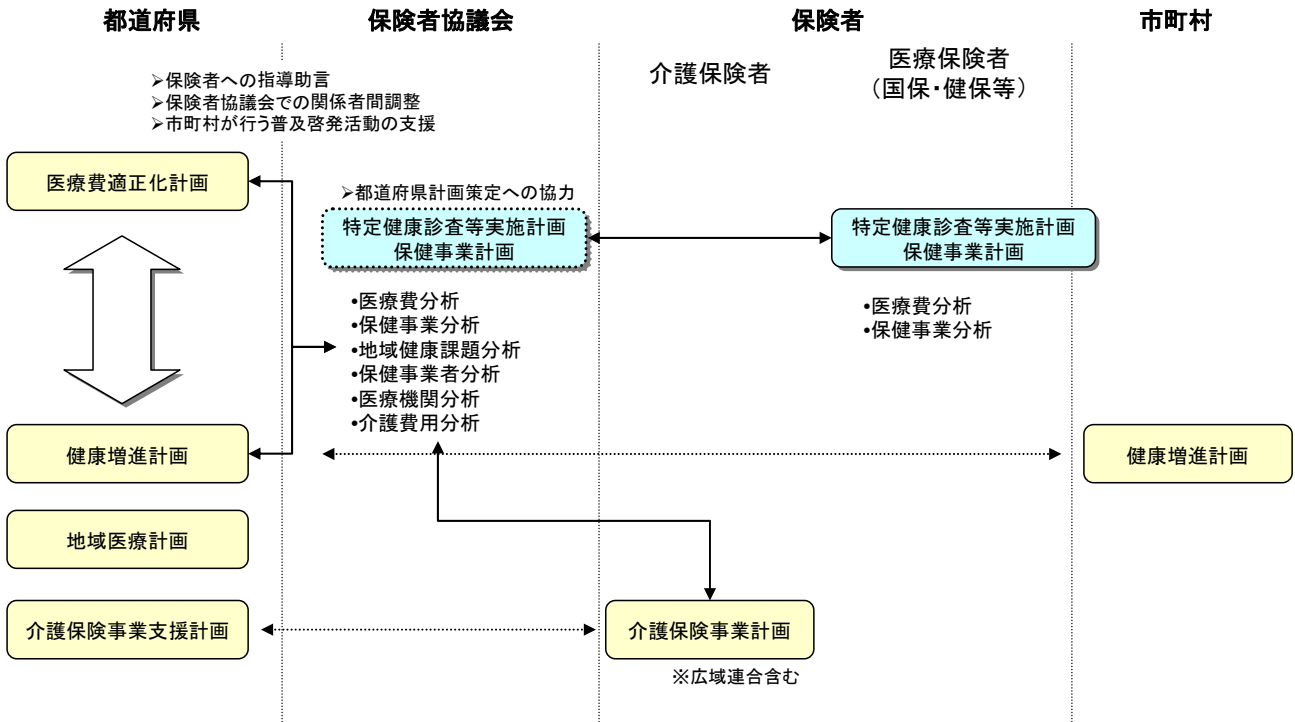 都道府県
保険者協議会
保険者
市町村
介護保険者
医療保険者
（国保・健保等）
➢保険者への指導助言
➢保険者協議会での関係者間調整
➢市町村が行う普及啓発活動の支援
医療費適正化計画
➢都道府県計画策定への協力
特定健康診査等実施計画
保健事業計画
特定健康診査等実施計画
保健事業計画
•医療費分析
•保健事業分析
•地域健康課題分析
•保健事業者分析
•医療機関分析
•介護費用分析
•医療費分析
•保健事業分析
健康増進計画
健康増進計画
地域医療計画
介護保険事業支援計画
介護保険事業計画
※広域連合含む